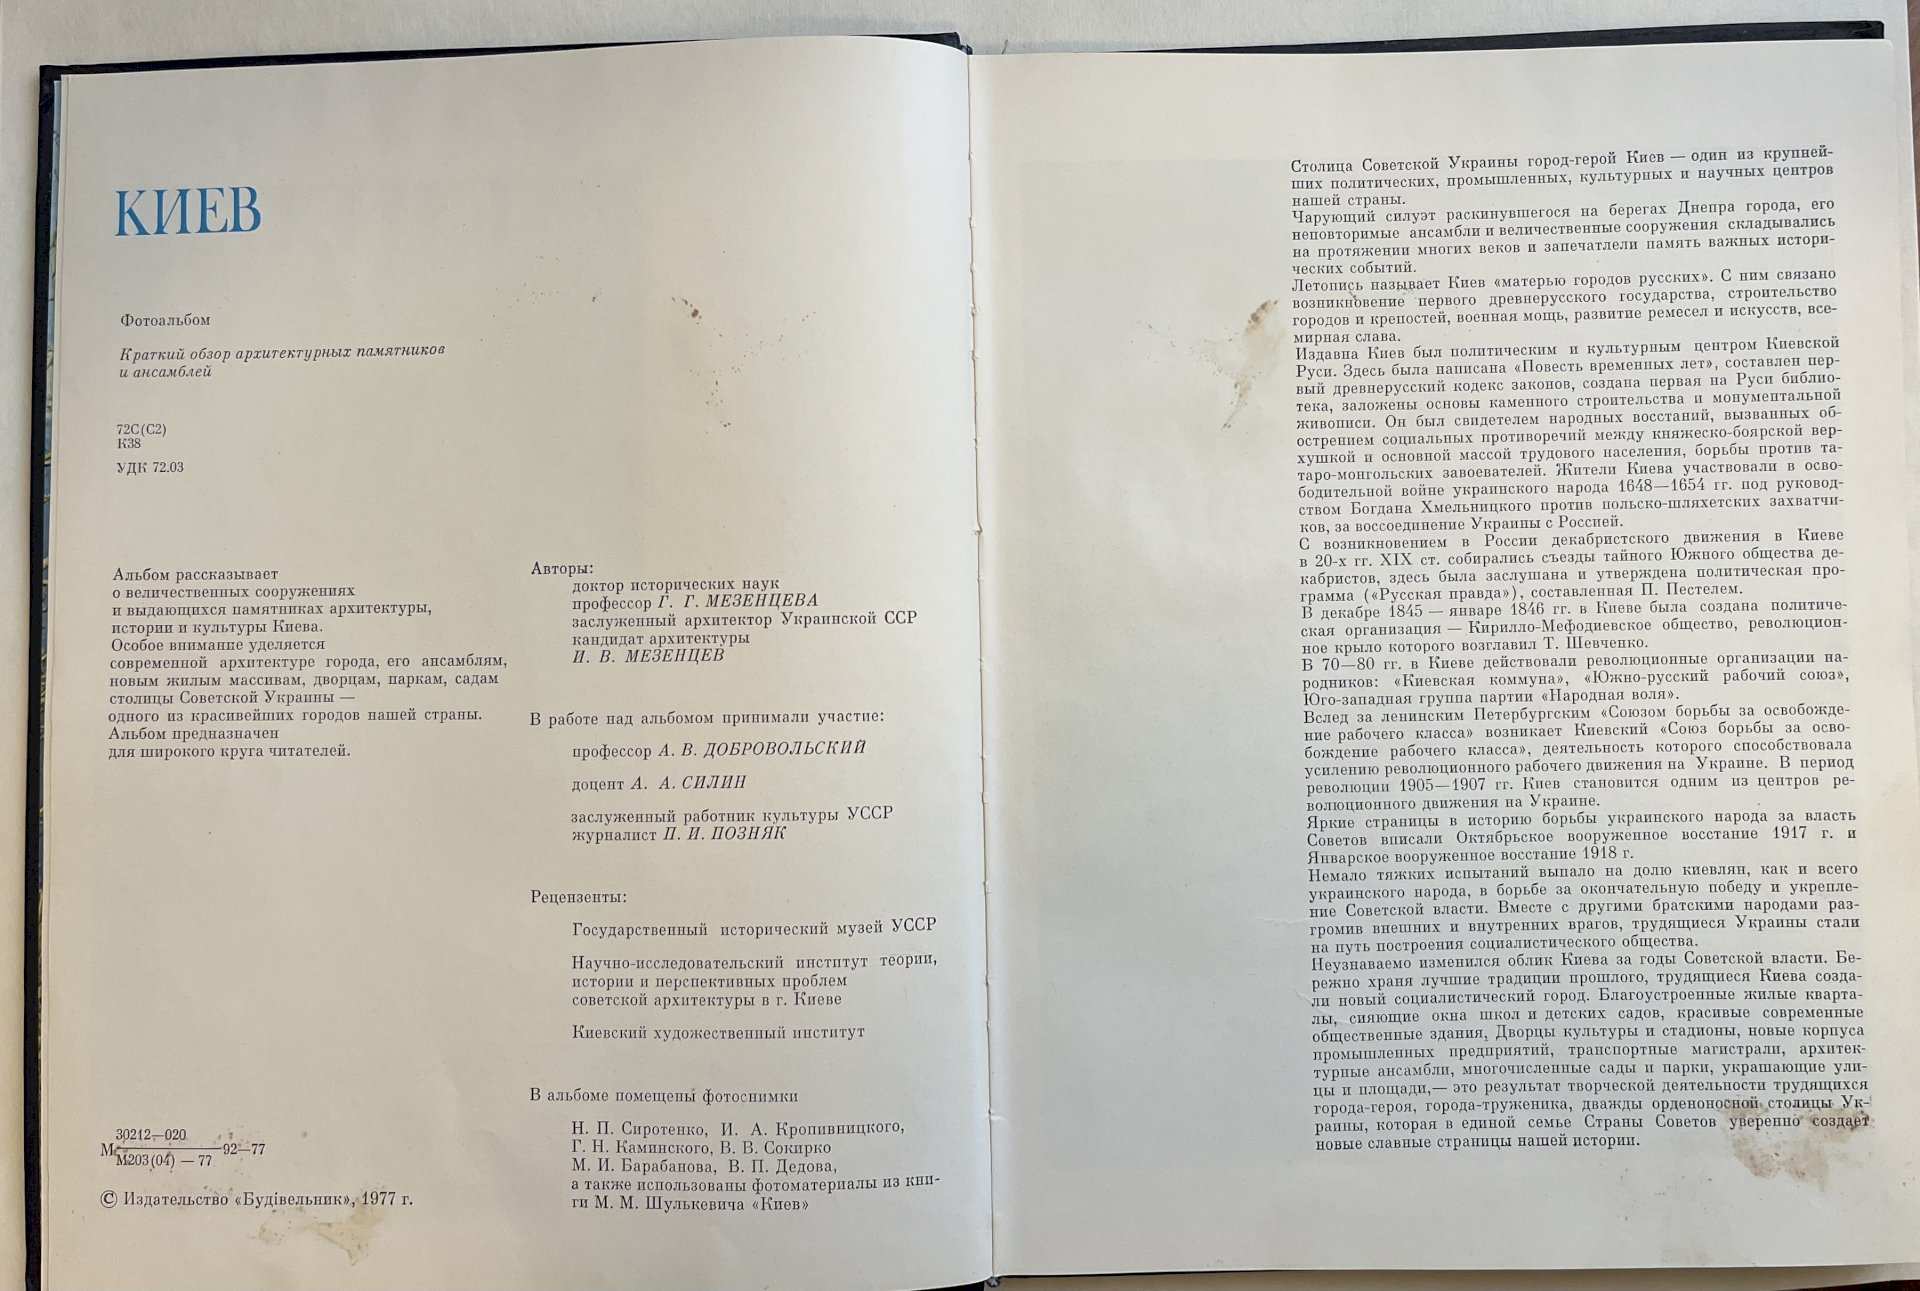 КИЕВ
Фотоальбом
Краткий обзор архитектурных памятников
и ансамблей
72С(С2)
К38
УДК 72.03
Альбом рассказывает
о величественных сооружениях
и выдающихся памятниках архитектуры,
истории и культуры Киева.
Особое внимание уделяется
современной архитектуре города, его ансамблям,
новым жилым массивам, дворцам, паркам, садам
столицы Советской Украины —
одного из красивейших городов нашей страны.
Альбом предназначен
для широкого круга читателей.
30212—020
М
М203(04) — 77
92—77
© Издательство «Будівельник», 1977 г.
Авторы:
доктор исторических наук
профессор Г. Г. МЕЗЕНЦЕВА
заслуженный архитектор Украинской ССР
кандидат архитектуры
И. В. МЕЗЕНЦЕВ
В работе над альбомом принимали участие:
профессор А. В. ДОБРОВОЛЬСКИЙ
доцент А. А. СИЛИН
заслуженный работник культуры УССР
журналист П. И. ПОЗНЯК
Рецензенты:
Государственный исторический музей УССР
Научно-исследовательский институт теории,
истории и перспективных проблем
советской архитектуры в г. Киеве
Киевский художественный институт
В альбоме помещены фотоснимки
Н. П. Сиротенко, И. А. Кропивницкого,
Г. Н. Каминского, В. В. Сокирко
М. И. Барабанова, В. П. Дедова,
а также использованы фотоматериалы из кни-
ги М. М. Шулькевича «Киев»
Столица Советской Украины город-герой Киев — один из крупней-
ших политических, промышленных, культурных и научных центров
нашей страны.
Чарующий силуэт раскинувшегося на берегах Днепра города, его
неповторимые ансамбли и величественные сооружения складывались
на протяжении многих веков и запечатлели память важных истори-
ческих событий.
Летопись называет Киев «матерью городов русских». С ним связано
возникновение первого древнерусского государства, строительство
городов и крепостей, военная мощь, развитие ремесел и искусств, все-
мирная слава.
Издавна Киев был политическим и культурным центром Киевской
Руси. Здесь была написана «Повесть временных лет», составлен пер-
вый древнерусский кодекс законов, создана первая на Руси библио-
тека, заложены основы каменного строительства и монументальной
живописи. Он был свидетелем народных восстаний, вызванных об-
острением социальных противоречий между княжеско-боярской вер-
хушкой и основной массой трудового населения, борьбы против та-
таро-монгольских завоевателей. Жители Киева участвовали в осво-
бодительной войне украинского народа 1648—1654 гг. под руковод-
ством Богдана Хмельницкого против польско-шляхетских захватчи-
ков, за воссоединение Украины с Россией.
С возникновением в России декабристского движения в Киеве
в 20-х гг. XIX ст. собирались съезды тайного Южного общества де-
кабристов, здесь была заслушана и утверждена политическая про-
грамма («Русская правда»), составленная П. Пестелем.
В декабре 1845 — январе 1846 гг. в Киеве была создана политиче-
ская организация — Кирилло-Мефодиевское общество, революцион-
ное крыло которого возглавил Т. Шевченко.
В 70—80 гг. в Киеве действовали революционные организации на-
родников: «Киевская коммуна», «Южно-русский рабочий союз»,
Юго-западная группа партии «Народная воля».
Вслед за ленинским Петербургским «Союзом борьбы за освобожде-
ние рабочего класса» возникает Киевский «Союз борьбы за осво-
бождение рабочего класса», деятельность которого способствовала
усилению революционного рабочего движения на Украине. В период
революции 1905—1907 гг. Киев становится одним из центров ре-
волюционного движения на Украине.
Яркие страницы в историю борьбы украинского народа за власть
Советов вписали Октябрьское вооруженное восстание 1917 г. и
Январское вооруженное восстание 1918 г.
Немало тяжких испытаний выпало на долю киевлян, как и всего
украинского народа, в борьбе за окончательную победу и укрепле-
ние Советской власти. Вместе с другими братскими народами раз-
громив внешних и внутренних врагов, трудящиеся Украины стали
на путь построения социалистического общества.
Неузнаваемо изменился облик Киева за годы Советской власти. Бе-
режно храня лучшие традиции прошлого, трудящиеся Киева созда-
ли новый социалистический город. Благоустроенные жилые кварта-
лы, сияющие окна школ и детских садов, красивые современные
общественные здания, Дворцы культуры и стадионы, новые корпуса
промышленных предприятий, транспортные магистрали, архитек-
турные ансамбли, многочисленные сады и парки, украшающие ули-
цы и площади,— это результат творческой деятельности трудящихся
города-героя, города-труженика, дважды орденоносной столицы Ук-
раины, которая в единой семье Страны Советов уверенно создает
новые славные страницы нашей истории.